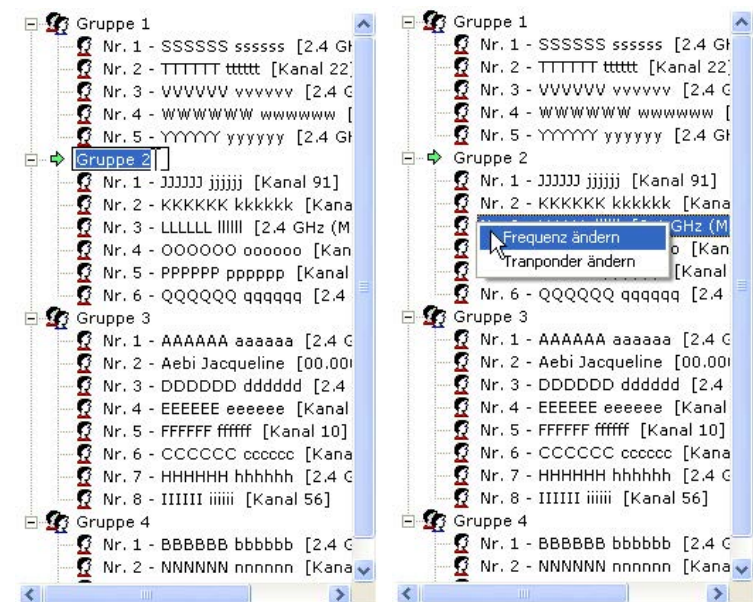 Gruppe 1
Nr. 1 - SSSSSS ssssss [2.4 GH
Nr. 2 - TTTTTT tttttt [Kanal 22]
Nr. 3 - VVVVVV vvvvvv [2.4 G
Nr. 4 - WWWWWW wwwwww [
Nr. 5 - YYYYYY yyyyyy [2.4 GH
Gruppe 2
Nr. 1 - JJJJJJ jjjjjj [Kanal 91]
Nr. 2 - KKKKKK kkkkkk [Kana
Nr. 3 - LLLLLL llllll [2.4 GHz (M
Nr. 4 - OOOOOO oooooo [Kan
Nr. 5 - PPPPPP pppppp [Kanal
Nr. 6 - QQQQQQ qqqqqq [2.4
Gruppe 3
Nr. 1 - AAAAAA aaaaaa [2.4 G
Nr. 2 - Aebi Jacqueline [00.00
Nr. 3 - DDDDDD dddddd [2.4
Nr. 4 - EEEEEE eeeeee [Kanal
Nr. 5 - FFFFFF ffffff [Kanal 10]
Nr. 6 - CCCCCC cccccc [Kana
Nr. 7 - HHHHHH hhhhhh [2.4 G
Nr. 8 - IIIIII iiiiii [Kanal 56]
Gruppe 4
Nr. 1 - BBBBBB bbbbbb [2.4 G
Nr. 2 - NNNNNN nnnnnn [Kana
Gruppe 1
Nr. 1 - SSSSSS ssssss [2.4 GH
Nr. 2 - TTTTTT tttttt [Kanal 22]
Nr. 3 - VVVVVV vvvvvv [2.4 G
Nr. 4 - WWWWWW wwwwww [
Nr. 5 - YYYYYY yyyyyy [2.4 GH
Gruppe 2
Nr. 1 - JJJJJJ jjjjjj [Kanal 91]
Nr. 2 - KKKKKK kkkkkk [Kana
GHz (M
Frequenz ändern
o [Kan
Tranponder ändern
[Kanal
Nr. 6 - QQQQQQ qqqqqq [2.4
Gruppe 3
Nr. 1 - AAAAAA aaaaaa [2.4 G
Nr. 2 - Aebi Jacqueline [00.00
Nr. 3 - DDDDDD dddddd [2.4
Nr. 4 - EEEEEE eeeeee [Kanal
Nr. 5 - FFFFFF ffffff [Kanal 10]
Nr. 6 - CCCCCC cccccc [Kana
Nr. 7 - HHHHHH hhhhhh [2.4 G
Nr. 8 - IIIIII iiiiii [Kanal 56]
Gruppe 4
Nr. 1 - BBBBBB bbbbbb [2.4 G
Nr. 2 - NNNNNN nnnnnn [Kana